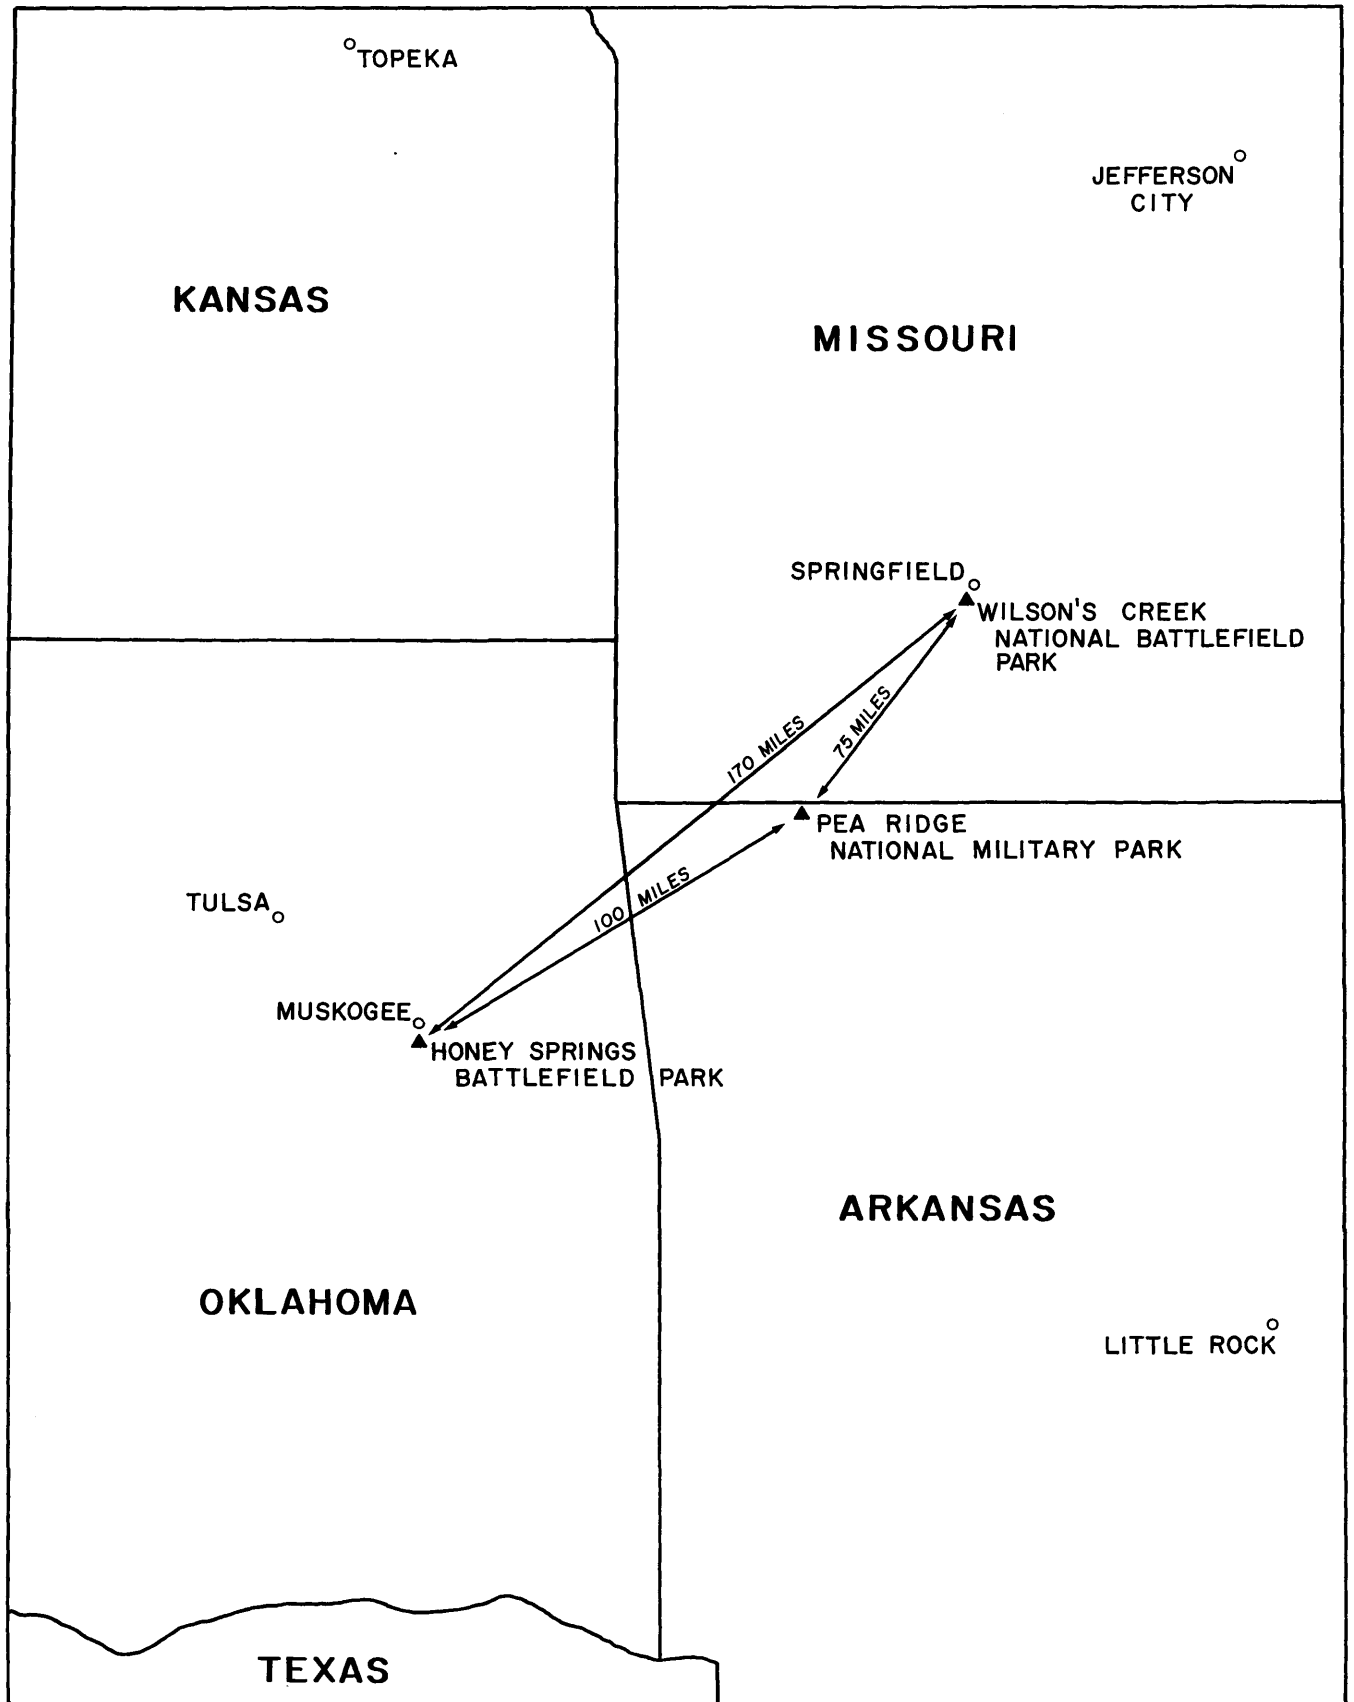 TOPEKA
JEFFERSON
CITY
KANSAS
MISSOURI
SPRINGFIELD
WILSON'S CREEK
NATIONAL BATTLEFIELD
PARK
170 MILES
75 MILES
PEA RIDGE
NATIONAL MILITARY PARK
100 MILES
TULSA
MUSKOGEE
HONEY SPRINGS
BATTLEFIELD PARK
ARKANSAS
OKLAHOMA
LITTLE ROCK
TEXAS